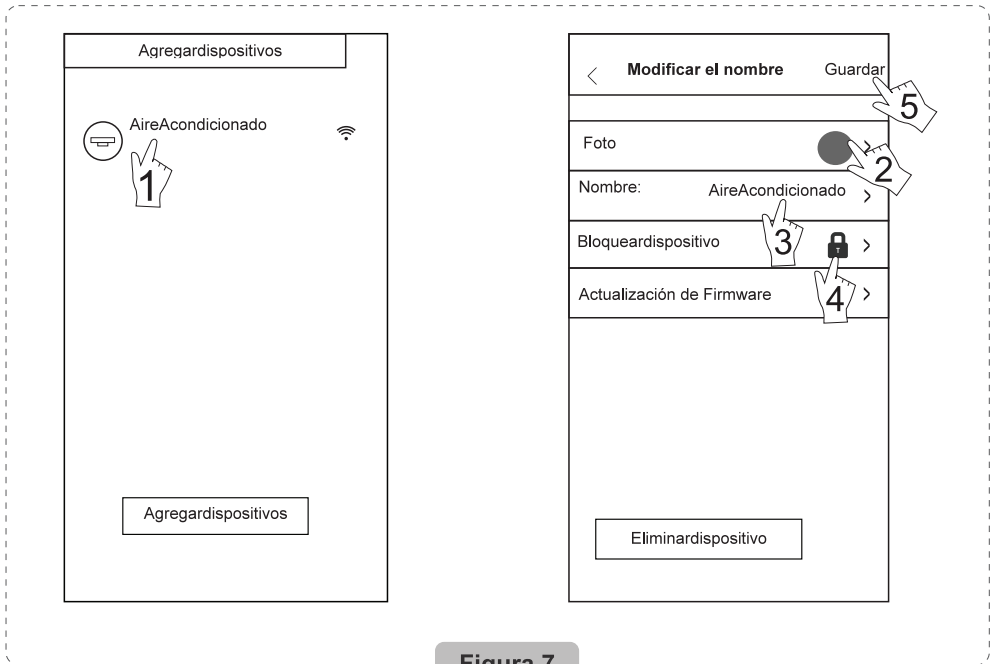 Agregardispositivos
AireAcondicionado
1
Agregardispositivos
Modificar el nombre Guardar
5
Foto
2
Nombre: AireAcondicionado
3
Bloqueardispositivo
4
Actualización de Firmware
Eliminardispositivo
Figura 7